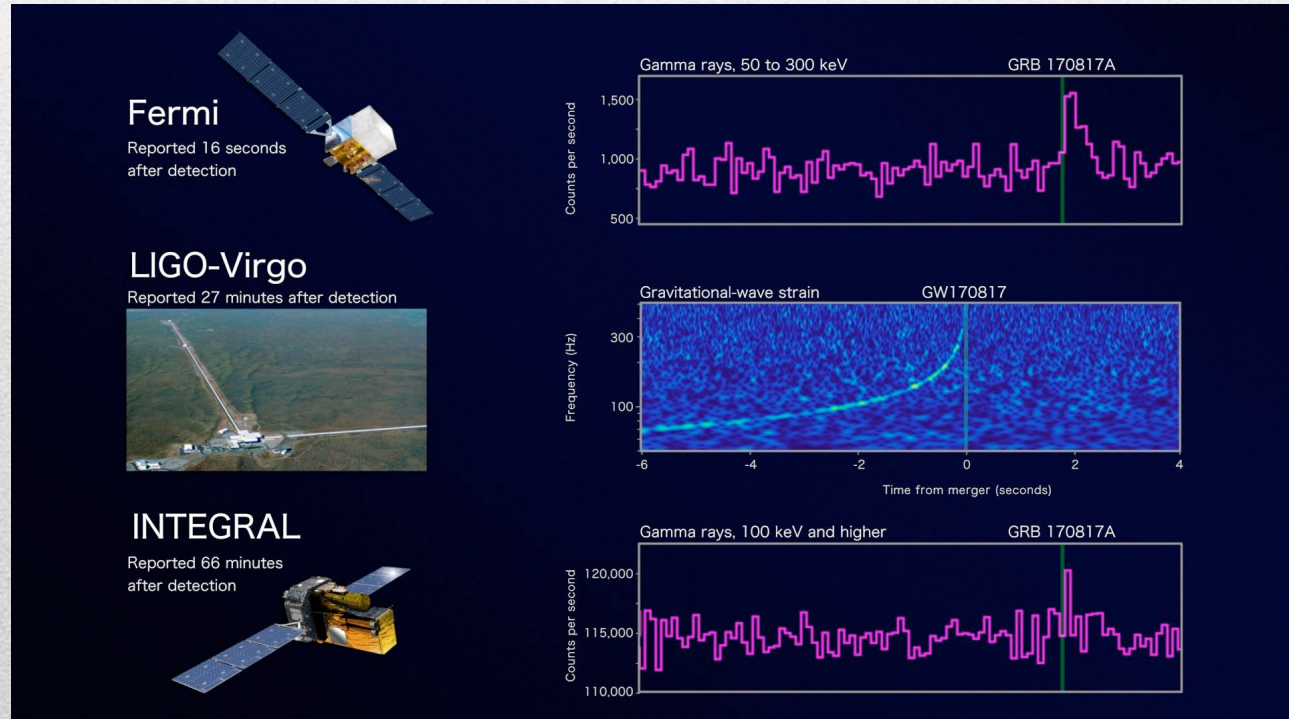 Fermi
Reported 16 seconds
after detection
Gamma rays, 50 to 300 keV
GRB 170817A
Counts per second
1,500
1,000
500
LIGO-Virgo
Reported 27 minutes after detection
Gravitational-wave strain
GW170817
Frequency (Hz)
300
100
-6
-4
-2
0
2
4
Time from merger (seconds)
INTEGRAL
Reported 66 minutes
after detection
Gamma rays, 100 keV and higher
GRB 170817A
Counts per second
120,000
115,000
110,000